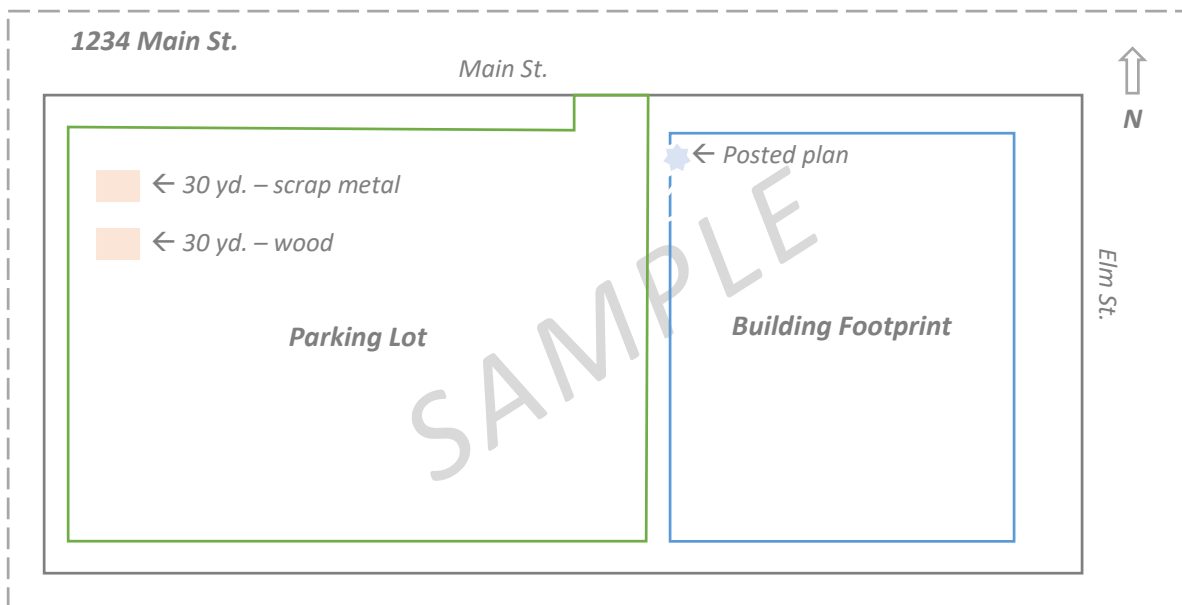 1234 Main St.
Main St.
N
← Posted plan
← 30 yd. – scrap metal
← 30 yd. – wood
Elm St.
Parking Lot
Building Footprint
SAMPLE